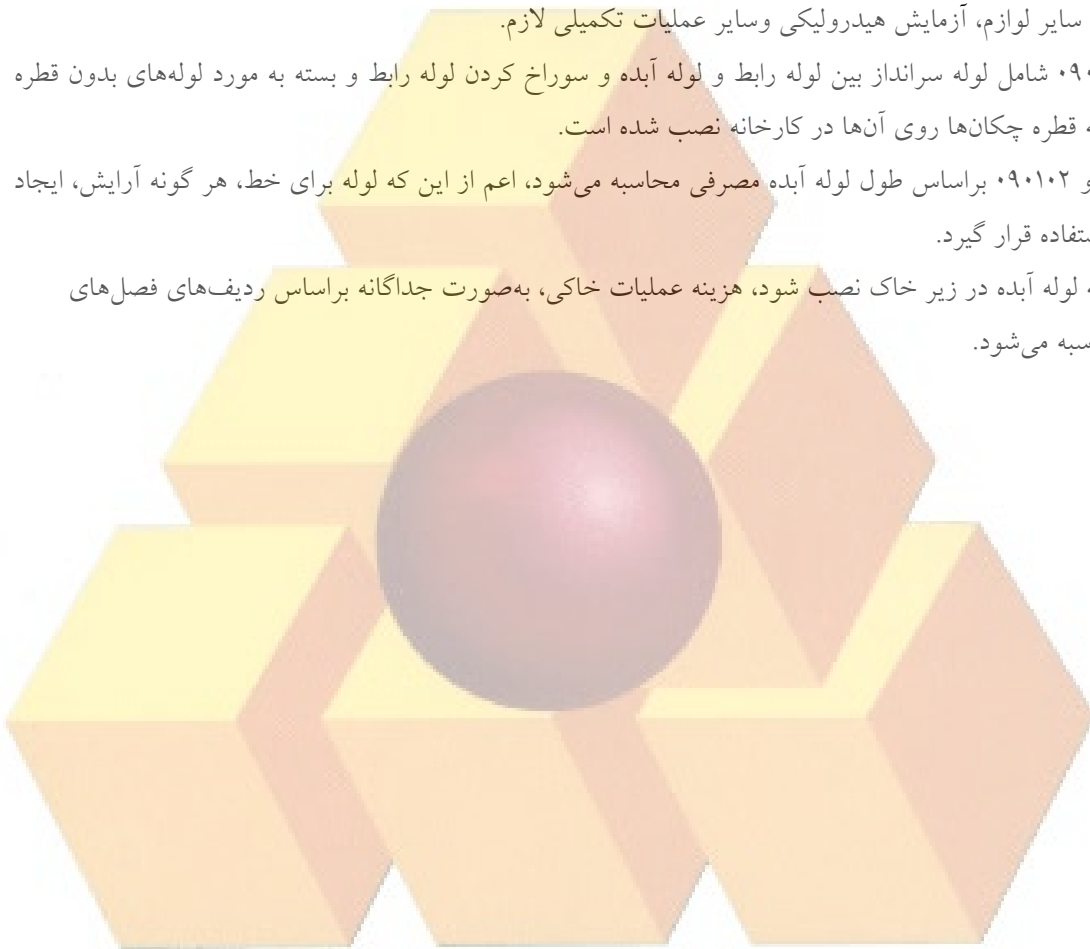 سایر لوازم، آزمایش هیدرولیکی وسایر عملیات تکمیلی لازم.
شامل لوله سرانداز بین لوله رابط و لوله آبده و سوراخ کردن لوله رابط و بسته به مورد لوله‌های بدون قطره
قطره چکان‌ها روی آن‌ها در کارخانه نصب شده است.
و ۰۹۰۱۰۲ براساس طول لوله آبده مصرفی محاسبه می‌شود، اعم از این که لوله برای خط، هر گونه آرایش، ایجاد
قرار گیرد.
لوله آبده در زیر خاک نصب شود، هزینه عملیات خاکی، به‌صورت جداگانه براساس ردیف‌های فصل‌های
می‌شود.